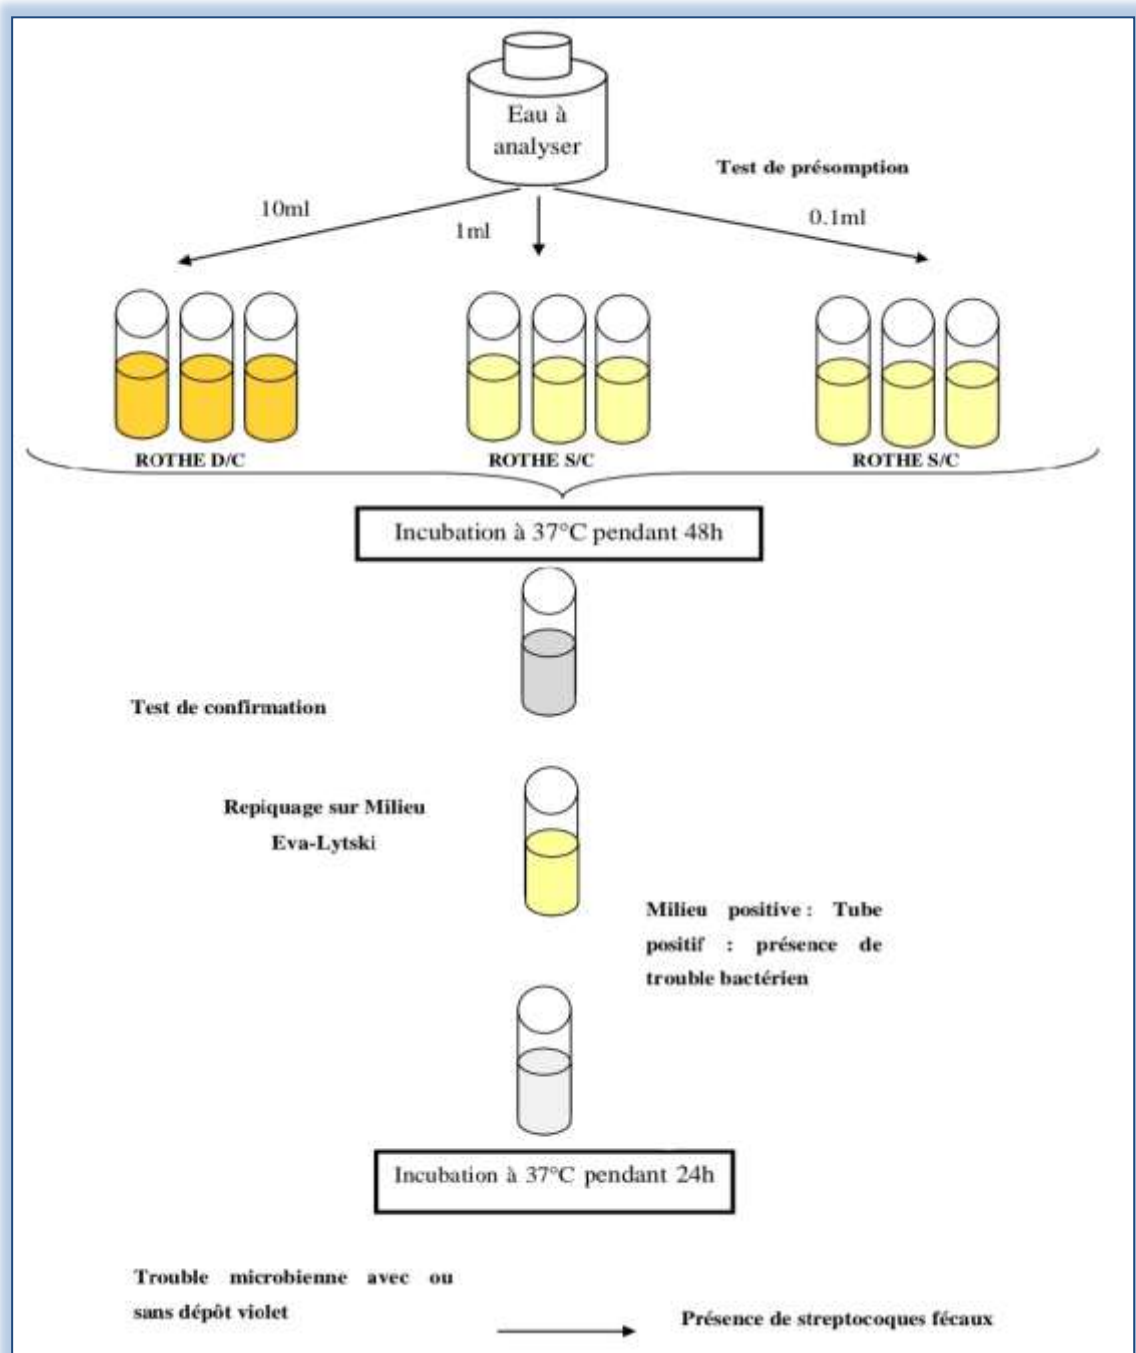 Eau à
analyser
Test de présomption
10ml
1ml
0.1ml
ROTHE D/C
ROTHE S/C
ROTHE S/C
Incubation à 37°C pendant 48h
Test de confirmation
Repiquage sur Milieu
Eva-Lytski
Milieu positive : Tube
positif : présence de
trouble bactérien
Incubation à 37°C pendant 24h
Trouble microbienne avec ou
sans dépôt violet
Présence de streptocoques fécaux